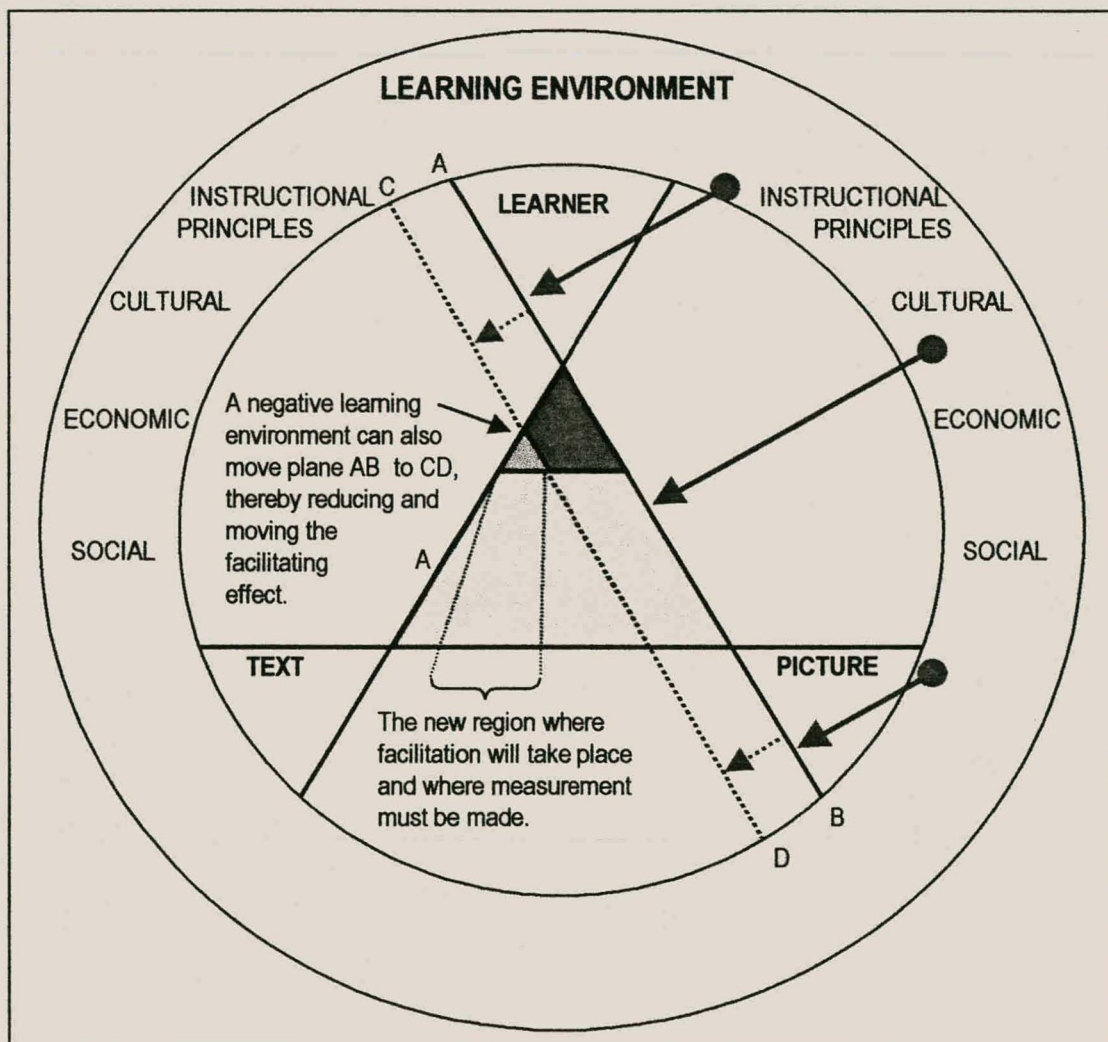 LEARNING ENVIRONMENT
A
C
INSTRUCTIONAL
PRINCIPLES
LEARNER
INSTRUCTIONAL
PRINCIPLES
CULTURAL
CULTURAL
ECONOMIC
ECONOMIC
A negative learning
environment can also
move plane AB to CD,
thereby reducing and
moving the
facilitating
effect.
SOCIAL
SOCIAL
A
TEXT
PICTURE
The new region where
facilitation will take place
and where measurement
must be made.
B
D